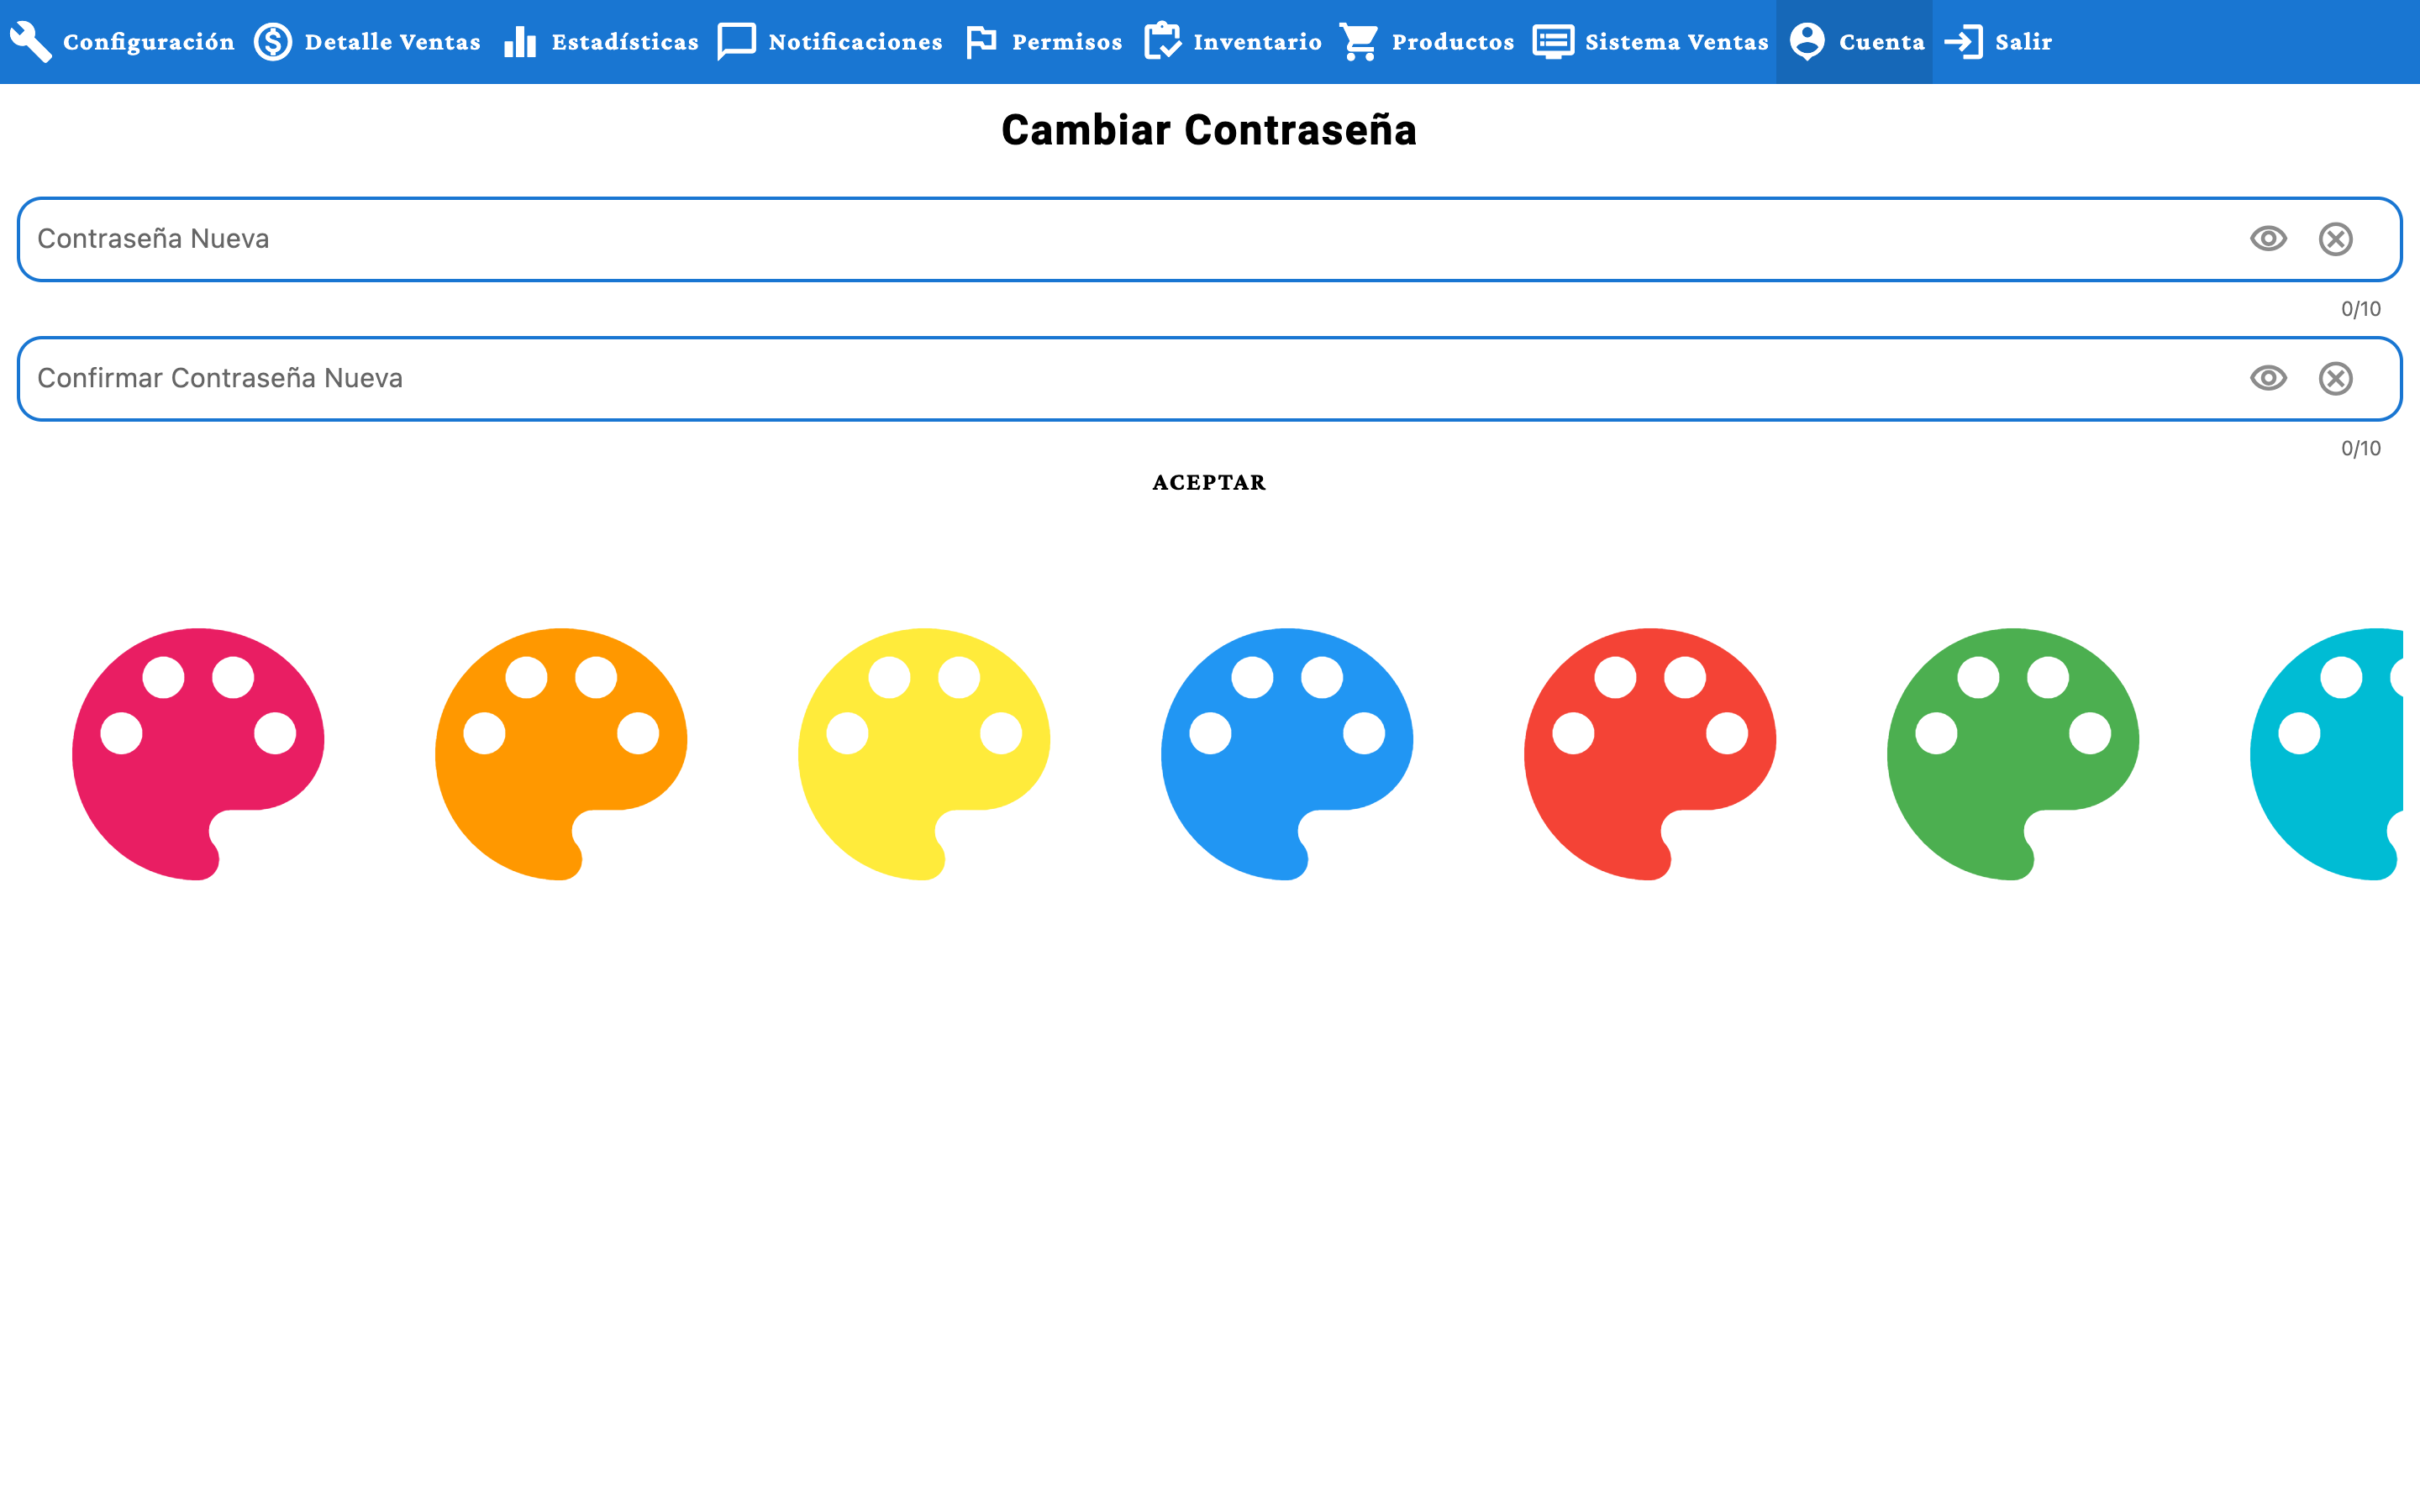 Configuración Detalle Ventas Estadísticas Notificaciones Permisos Inventario Productos Sistema Ventas Cuenta Salir
Cambiar Contraseña
Contraseña Nueva
0/10
Confirmar Contraseña Nueva
0/10
ACEPTAR